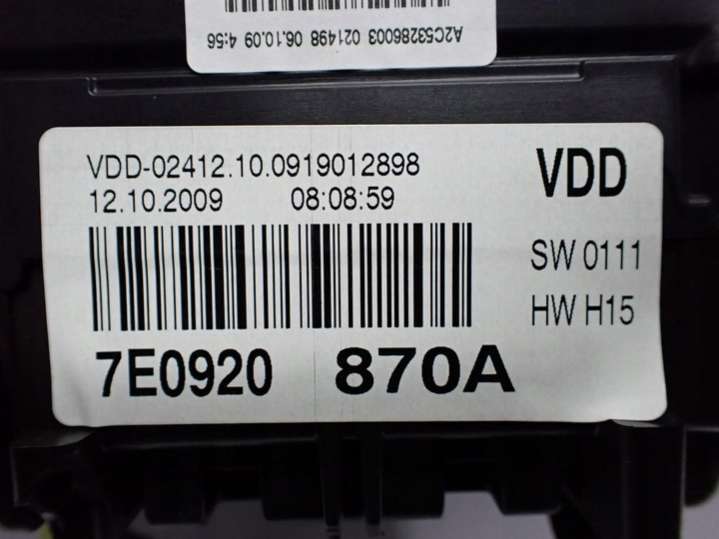 A2C53286003 021498 06.10.09 4:56
VDD-02412.10.0919012898
12.10.2009 08:08:59
VDD
SW 0111
HW H15
7E0920 870A